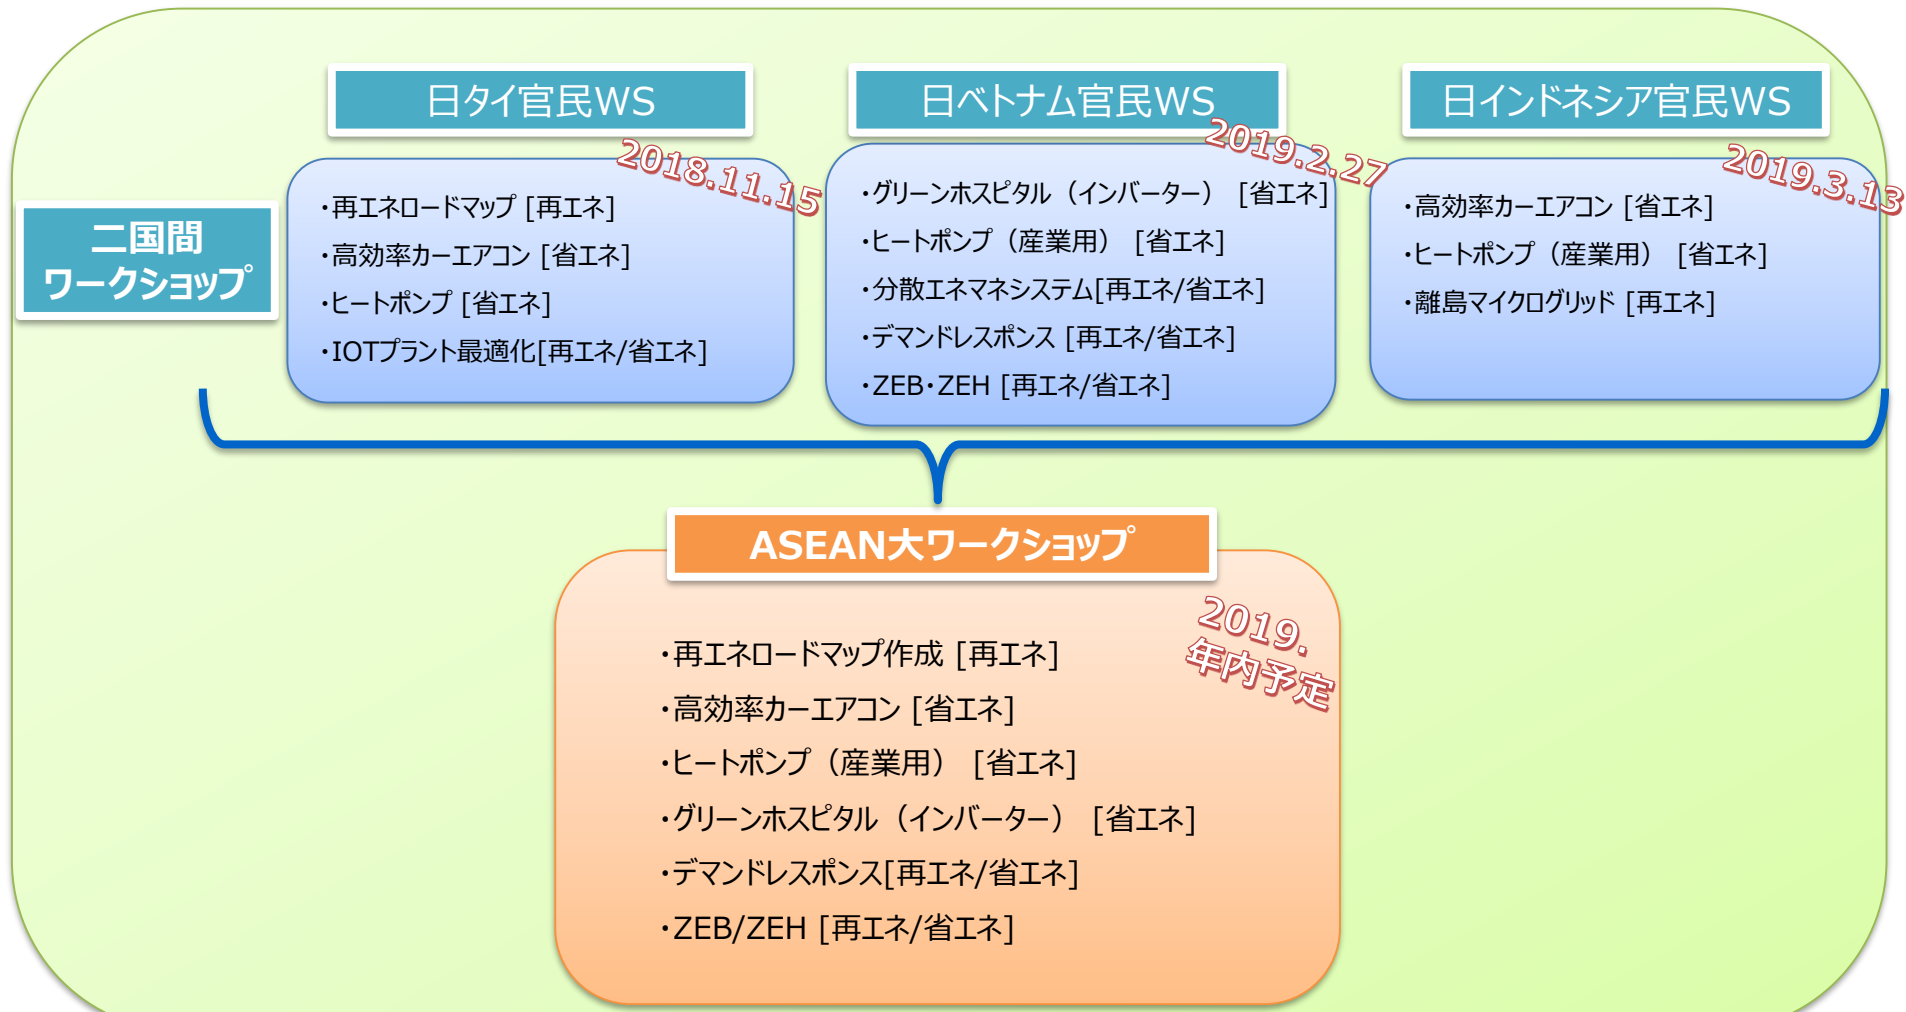 日タイ官民WS
日ベトナム官民WS
日インドネシア官民WS
二国間
ワークショップ
2018.11.15
・再エネロードマップ [再エネ]
・高効率カーエアコン [省エネ]
・ヒートポンプ [省エネ]
・IOTプラント最適化[再エネ/省エネ]
2019.2.27
・グリーンホスピタル（インバーター） [省エネ]
・ヒートポンプ（産業用） [省エネ]
・分散エネマネシステム[再エネ/省エネ]
・デマンドレスポンス [再エネ/省エネ]
・ZEB・ZEH [再エネ/省エネ]
2019.3.13
・高効率カーエアコン [省エネ]
・ヒートポンプ（産業用） [省エネ]
・離島マイクログリッド [再エネ]
ASEAN大ワークショップ
2019.
年内予定
・再エネロードマップ作成 [再エネ]
・高効率カーエアコン [省エネ]
・ヒートポンプ（産業用） [省エネ]
・グリーンホスピタル（インバーター） [省エネ]
・デマンドレスポンス[再エネ/省エネ]
・ZEB/ZEH [再エネ/省エネ]